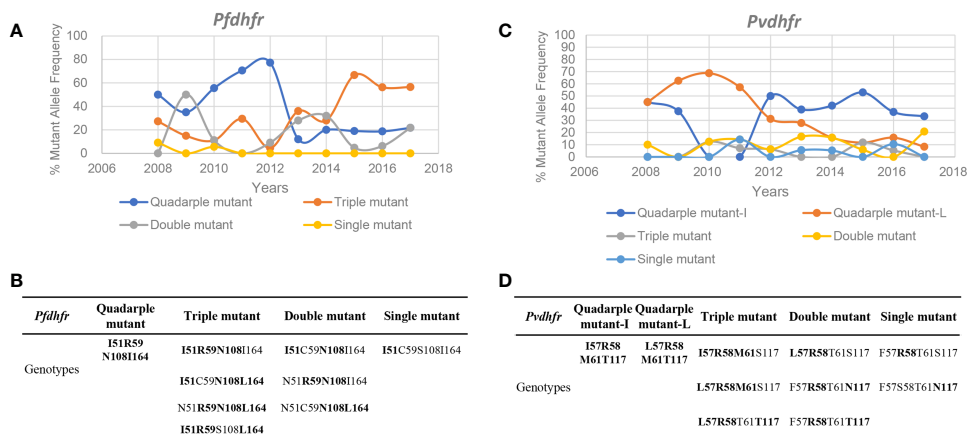 A
Pfdhfr
% Mutant Allele Frequency
80
60
40
20
0
2006 2008 2010 2012 2014 2016 2018
Years
Quadarple mutant Triple mutant
Double mutant Single mutant
C
Pvdhfr
% Mutant Allele Frequency
100
90
80
70
60
50
40
30
20
10
0
2006 2008 2010 2012 2014 2016 2018
Years
Quadarple mutant-I Quadarple mutant-L
Triple mutant Double mutant
Single mutant
B
Pfdhfr Quadarple mutant Triple mutant Double mutant Single mutant
Genotypes I51R59 N108I164 I51R59N108I164 I51C59N108I164 I51C59S108I164
I51C59N108L164 N51R59N108I164
N51R59N108L164 N51C59N108L164
I51R59S108L164
D
Pvdhfr Quadarple mutant-I Quadarple mutant-L Triple mutant Double mutant Single mutant
Genotypes I57R58 M61T117 L57R58 M61T117 I57R58M61S117 L57R58T61S117 F57R58T61S117
L57R58M61S117 F57R58T61N117 F57S58T61N117
L57R58T61T117 F57R58T61T117